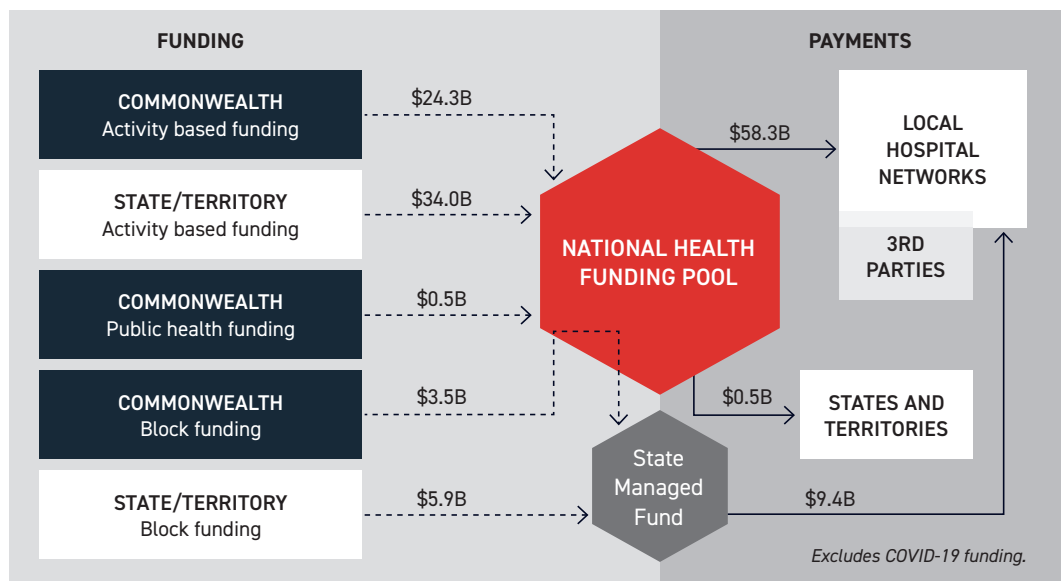 FUNDING
PAYMENTS
COMMONWEALTH
Activity based funding
$24.3B
STATE/TERRITORY
Activity based funding
$34.0B
COMMONWEALTH
Public health funding
$0.5B
COMMONWEALTH
Block funding
$3.5B
STATE/TERRITORY
Block funding
$5.9B
NATIONAL HEALTH
FUNDING POOL
State
Managed
Fund
$58.3B
LOCAL
HOSPITAL
NETWORKS
3RD
PARTIES
$0.5B
STATES AND
TERRITORIES
$9.4B
Excludes COVID-19 funding.